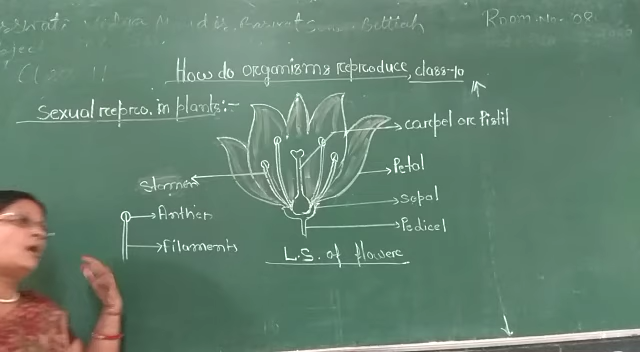 Room.No. 08
How do organisms reproduce, class-10
Sexual repro. in plants:-
carpel or Pistil
Petal
Stamen
Sepal
Anther
Pedicel
Filaments
L.S. of flower